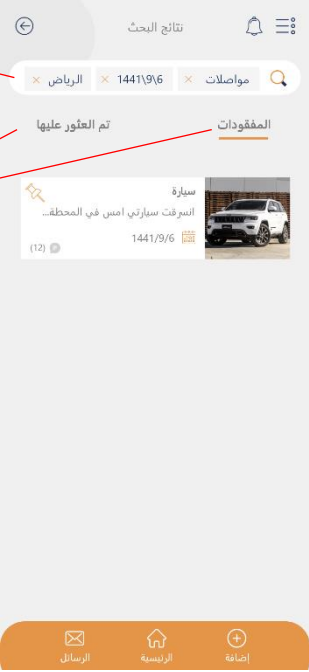 نتائج البحث
مواصلات × 6\9\1441 × الرياض ×
المفقودات تم العثور عليها
سيارة
انسرقت سيارتي امس في المحطة...
1441/9/6
(12)
إضافة الرئيسية الرسائل